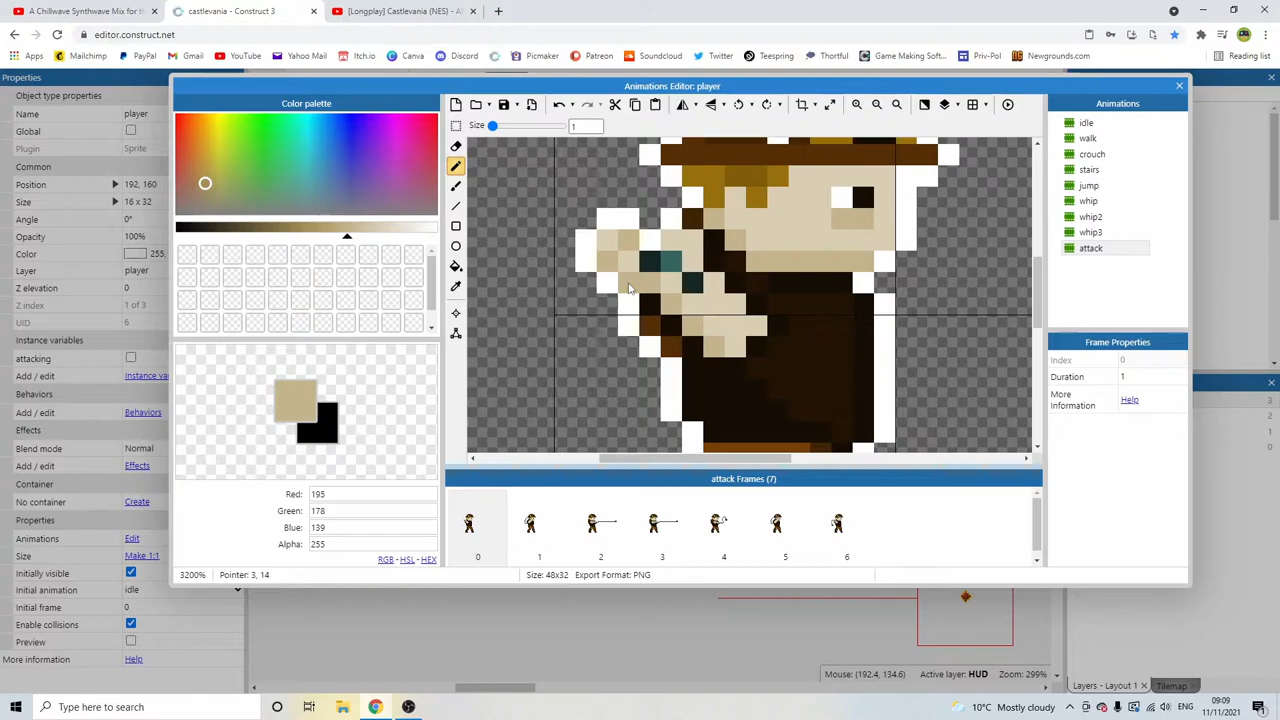 A Chillwave Synthwave Mix for th
castlevania - Construct 3
[Longplay] Castlevania (NES) - A
editor.construct.net
Apps
Mailchimp
PayPal
Gmail
YouTube
Yahoo Mail
Itch.io
Canva
Discord
Picmaker
Patreon
Soundcloud
Twitter
Teespring
Thortful
Game Making Soft...
Priv-Pol
Newgrounds.com
Reading list
Properties
Object type properties
Name player
Global
Plugin Sprite
Common
Position 192, 160
Size 16 x 32
Angle 0°
Opacity 100%
Color 255,
Layer player
Z elevation 0
Z index 1 of 3
UID 6
Instance variables
attacking
Add / edit Instance va
Behaviors
Add / edit Behaviors
Effects
Blend mode Normal
Add / edit Effects
Container
No container Create
Properties
Animations Edit
Size Make 1:1
Initially visible
Initial animation idle
Initial frame 0
Enable collisions
Preview
More information Help
Animations Editor: player
Color palette
Size 1
Red: 195
Green: 178
Blue: 139
Alpha: 255
RGB - HSL - HEX
3200% Pointer: 3, 14
Size: 48x32 Export Format: PNG
attack Frames (7)
0 1 2 3 4 5 6
Animations
idle
walk
crouch
stairs
jump
whip
whip2
whip3
attack
Frame Properties
Index 0
Duration 1
More Information Help
3
2
1
0
Mouse: (192.4, 134.6) Active layer: HUD Zoom: 299%
Layers - Layout 1
Tilemap
Type here to search
10°C Mostly cloudy
09:09
11/11/2021